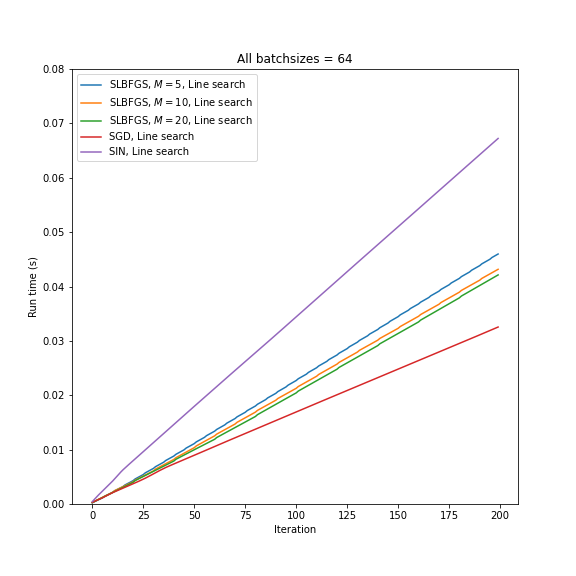 All batchsizes = 64
0.08
0.07
0.06
0.05
0.04
0.03
0.02
0.01
0.00
Run time (s)
SLBFGS, M = 5, Line search
SLBFGS, M = 10, Line search
SLBFGS, M = 20, Line search
SGD, Line search
SIN, Line search
0 25 50 75 100 125 150 175 200
Iteration